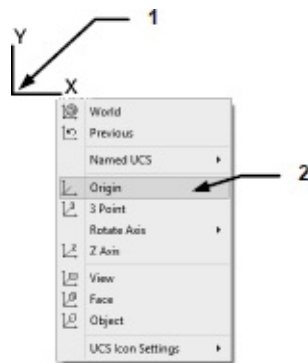 1
Y
X
World
Previous
Named UCS
Origin
2
3 Point
Rotate Axis
Z Axis
View
Face
Object
UCS Icon Settings